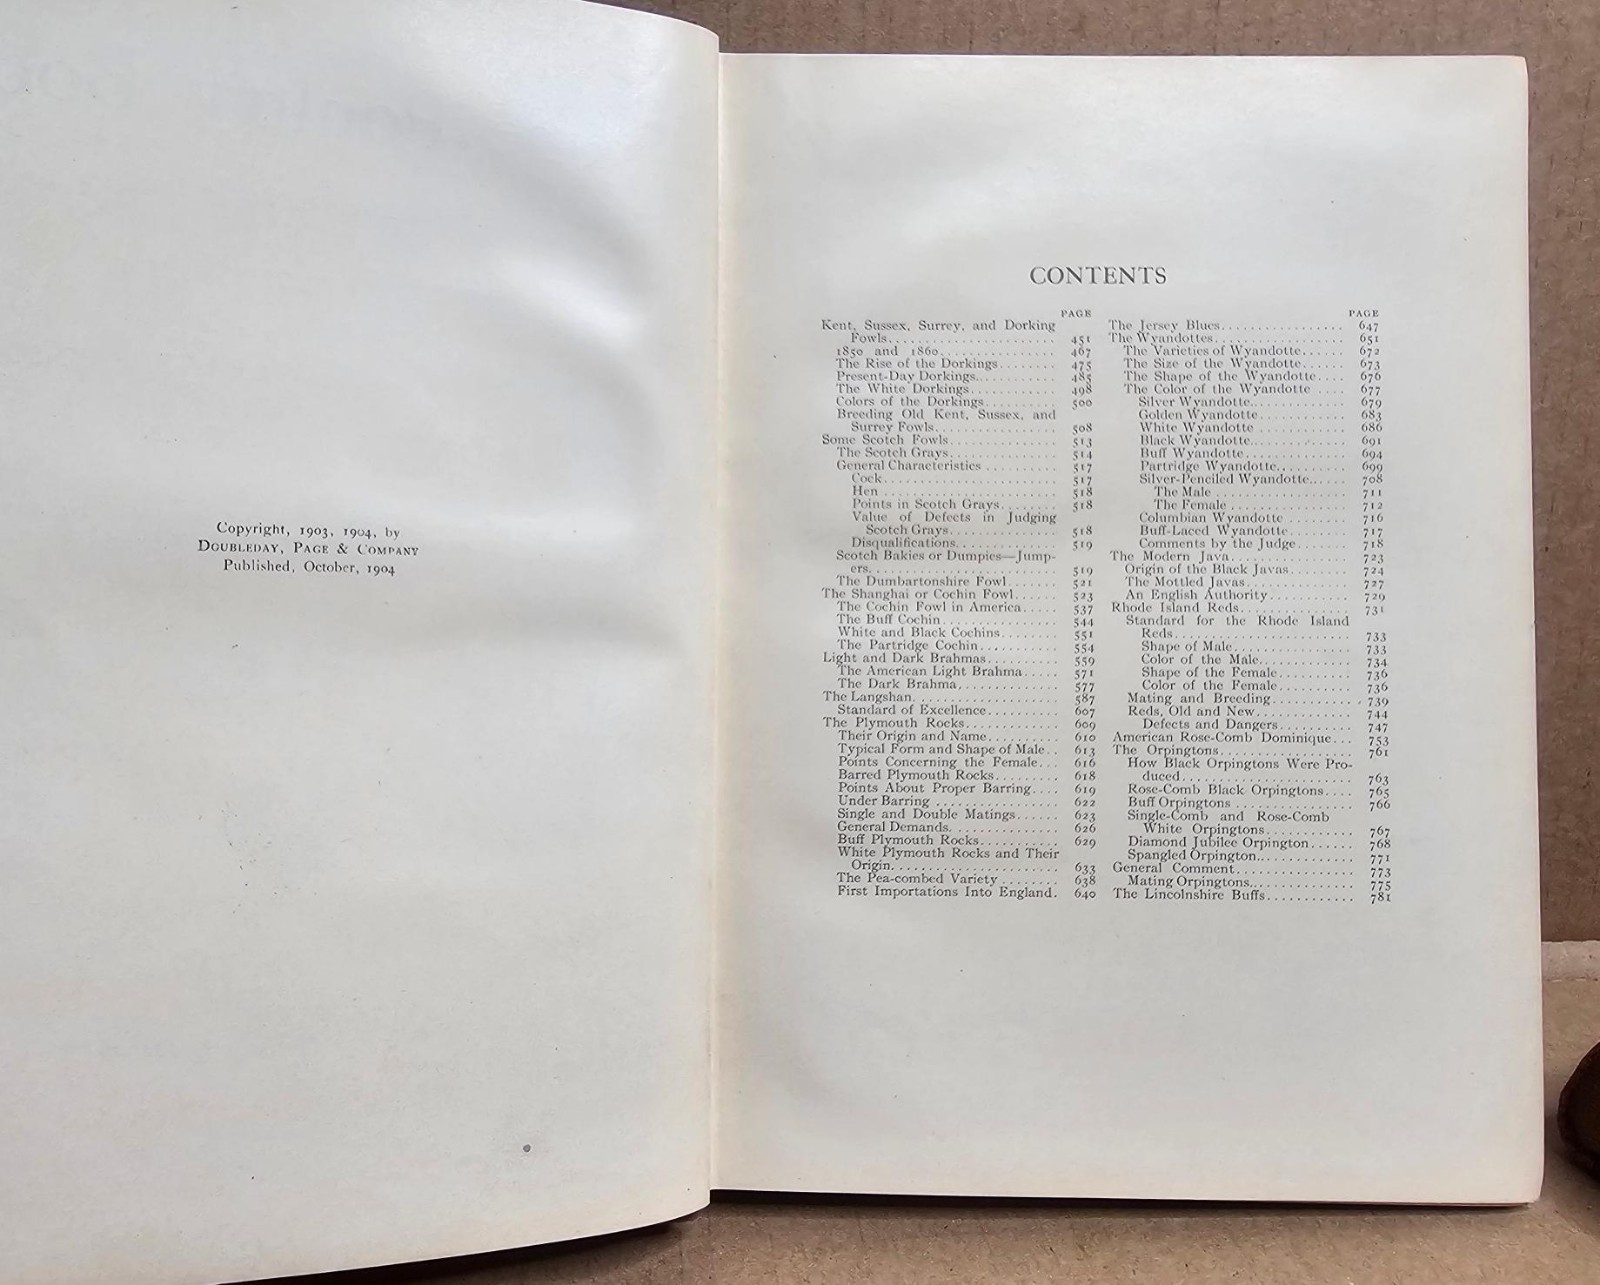 Copyright, 1903, 1904, by
DOUBLEDAY, PAGE & COMPANY
Published, October, 1904
CONTENTS
PAGE
Kent, Sussex, Surrey, and Dorking
Fowls........................ 451
1850 and 1860................. 467
The Rise of the Dorkings........ 475
Present-Day Dorkings........... 485
The White Dorkings............ 498
Colors of the Dorkings.......... 500
Breeding Old Kent, Sussex, and
Surrey Fowls................. 508
Some Scotch Fowls............... 513
The Scotch Grays............... 514
General Characteristics .......... 517
Cock......................... 517
Hen ......................... 518
Points in Scotch Grays........ 518
Value of Defects in Judging
Scotch Grays............... 518
Disqualifications.............. 519
Scotch Bakies or Dumpies—Jump-
ers.......................... 519
The Dumbartonshire Fowl....... 521
The Shanghai or Cochin Fowl...... 523
The Cochin Fowl in America..... 537
The Buff Cochin................ 544
White and Black Cochins........ 551
The Partridge Cochin........... 554
Light and Dark Brahmas.......... 559
The American Light Brahma..... 571
The Dark Brahma.............. 577
The Langshan.................... 587
Standard of Excellence.......... 607
The Plymouth Rocks............. 609
Their Origin and Name.......... 610
Typical Form and Shape of Male.. 613
Points Concerning the Female... 616
Barred Plymouth Rocks......... 618
Points About Proper Barring.... 619
Under Barring ................. 622
Single and Double Matings...... 623
General Demands............... 626
Buff Plymouth Rocks........... 629
White Plymouth Rocks and Their
Origin....................... 633
The Pea-combed Variety ........ 638
First Importations Into England. 640
PAGE
The Jersey Blues................. 647
The Wyandottes.................. 651
The Varieties of Wyandotte...... 672
The Size of the Wyandotte...... 673
The Shape of the Wyandotte.... 676
The Color of the Wyandotte .... 677
Silver Wyandotte.............. 679
Golden Wyandotte............ 683
White Wyandotte ............ 686
Black Wyandotte.............. 691
Buff Wyandotte............... 694
Partridge Wyandotte.......... 699
Silver-Penciled Wyandotte..... 708
The Male .................. 711
The Female ................ 712
Columbian Wyandotte ........ 716
Buff-Laced Wyandotte........ 717
Comments by the Judge....... 718
The Modern Java................. 723
Origin of the Black Javas........ 724
The Mottled Javas.............. 727
An English Authority........... 729
Rhode Island Reds............... 731
Standard for the Rhode Island
Reds........................ 733
Shape of Male................ 733
Color of the Male............. 734
Shape of the Female.......... 736
Color of the Female.......... 736
Mating and Breeding............ 739
Reds, Old and New............. 744
Defects and Dangers.......... 747
American Rose-Comb Dominique... 753
The Orpingtons................... 761
How Black Orpingtons Were Pro-
duced....................... 763
Rose-Comb Black Orpingtons.... 765
Buff Orpingtons ............... 766
Single-Comb and Rose-Comb
White Orpingtons............ 767
Diamond Jubilee Orpington...... 768
Spangled Orpington............. 771
General Comment................ 773
Mating Orpingtons.............. 775
The Lincolnshire Buffs............ 781